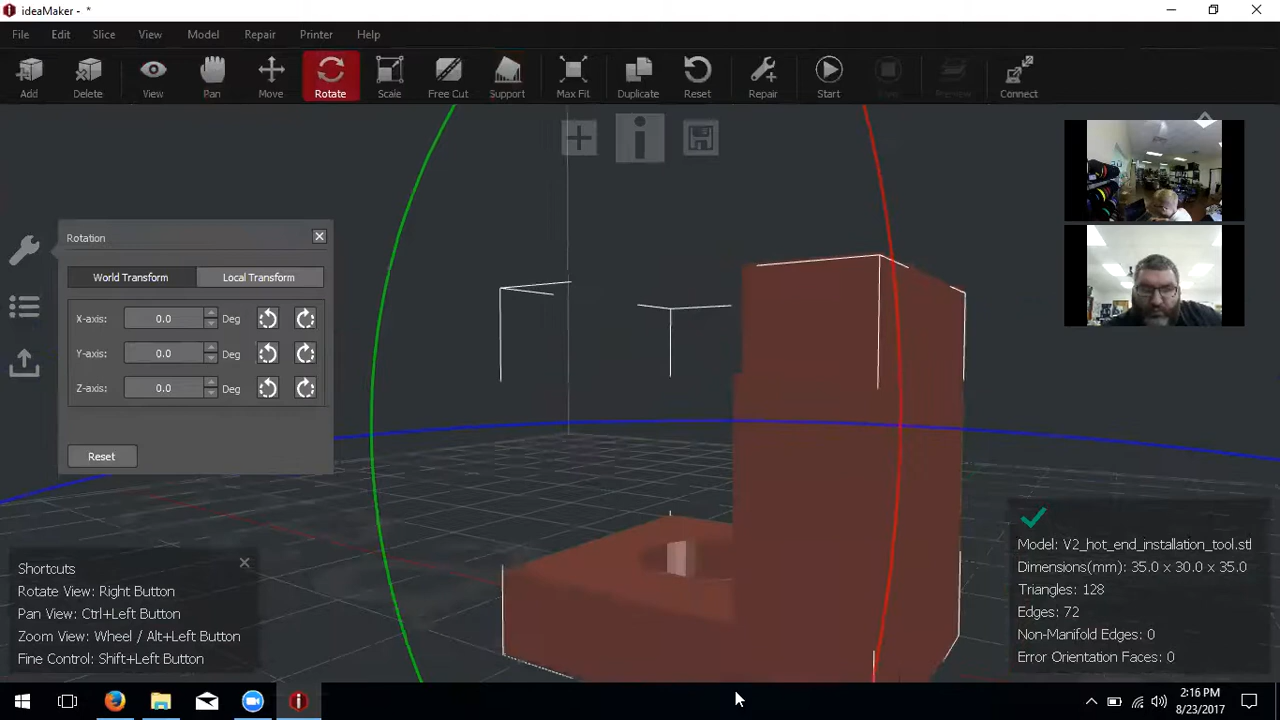 ideaMaker - *
File Edit Slice View Model Repair Printer Help
Add Delete View Pan Move Rotate Scale Free Cut Support Max Fit Duplicate Reset Repair Start Connect
Rotation
World Transform Local Transform
X-axis: 0.0 Deg
Y-axis: 0.0 Deg
Z-axis: 0.0 Deg
Reset
Shortcuts
Rotate View: Right Button
Pan View: Ctrl+Left Button
Zoom View: Wheel / Alt+Left Button
Fine Control: Shift+Left Button
Model: V2_hot_end_installation_tool.stl
Dimensions(mm): 35.0 x 30.0 x 35.0
Triangles: 128
Edges: 72
Non-Manifold Edges: 0
Error Orientation Faces: 0
2:16 PM
8/23/2017